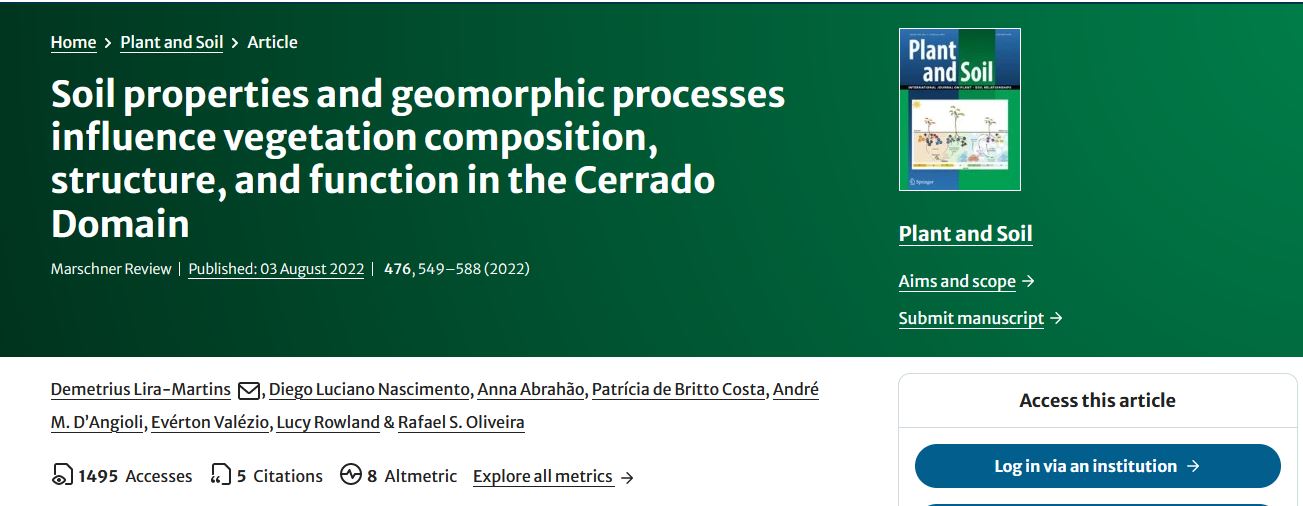 Home > Plant and Soil > Article
Soil properties and geomorphic processes
influence vegetation composition,
structure, and function in the Cerrado
Domain
Marschner Review | Published: 03 August 2022 | 476, 549–588 (2022)
Plant
and Soil
Springer
Plant and Soil
Aims and scope →
Submit manuscript →
Demetrius Lira-Martins, Diego Luciano Nascimento, Anna Abrahão, Patrícia de Britto Costa, André
M. D’Angioli, Evérton Valézio, Lucy Rowland & Rafael S. Oliveira
1495 Accesses 5 Citations 8 Altmetric Explore all metrics →
Access this article
Log in via an institution →